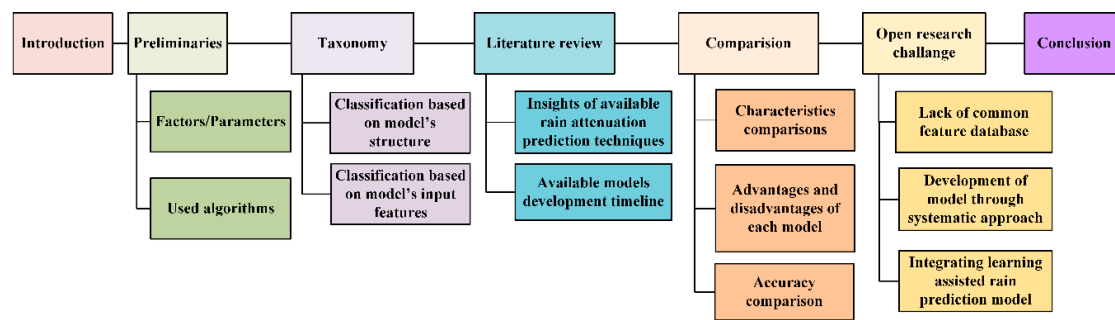 Introduction
Preliminaries
Taxonomy
Literature review
Comparision
Open research
challange
Conclusion
Factors/Parameters
Used algorithms
Classification based
on model's
structure
Classification based
on model's input
features
Insights of available
rain attenuation
prediction techniques
Available models
development timeline
Characteristics
comparisons
Advantages and
disadvantages of
each model
Accuracy
comparison
Lack of common
feature database
Development of
model through
systematic approach
Integrating learning
assisted rain
prediction model